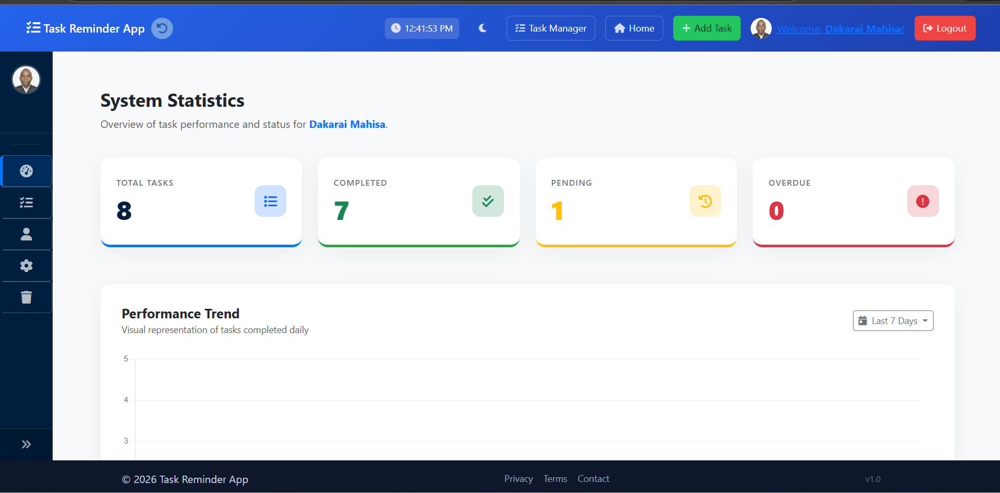 Task Reminder App
12:41:53 PM
Task Manager
Home
Add Task
Welcome, Dakarai Mahisa!
Logout
System Statistics
Overview of task performance and status for Dakarai Mahisa.
TOTAL TASKS
8
COMPLETED
7
PENDING
1
OVERDUE
0
Performance Trend
Visual representation of tasks completed daily
Last 7 Days
5
4
3
© 2026 Task Reminder App
Privacy
Terms
Contact
v1.0